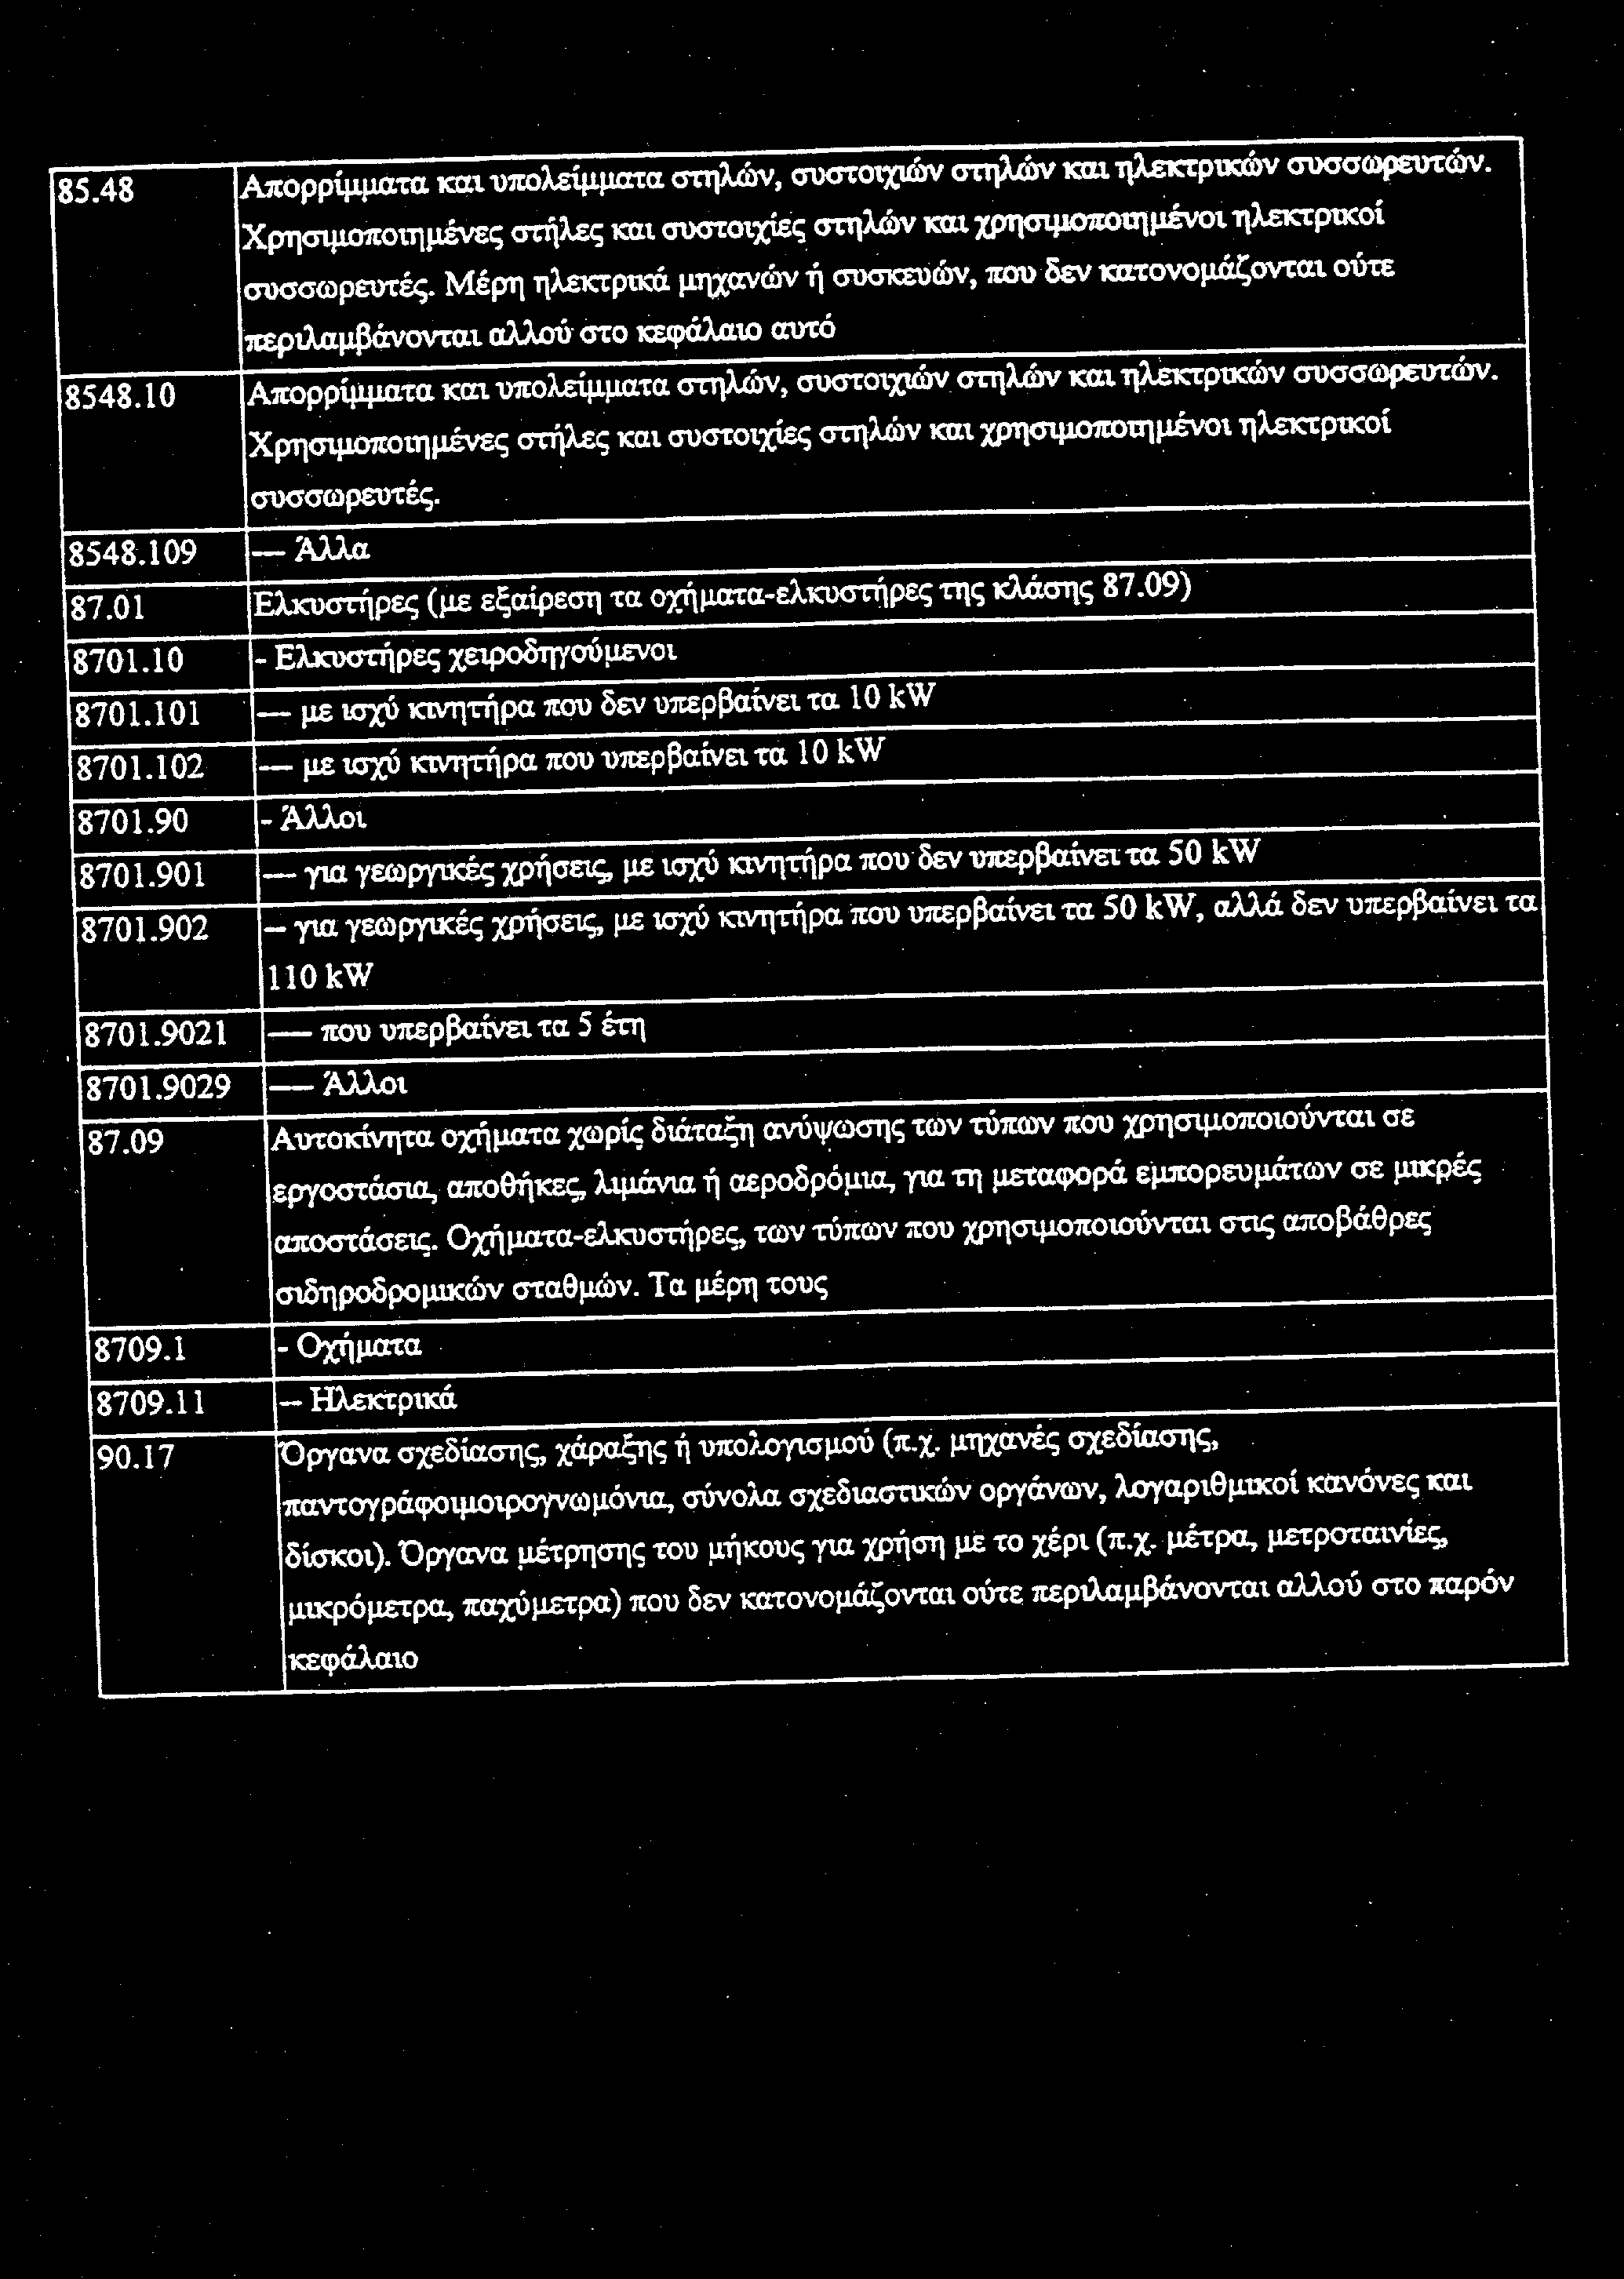 85.48 Απορρίμματα και υπολείμματα στηλών, συστοιχιών στηλών και ηλεκτρικών συσσωρευτών.
Χρησιμοποιημένες στήλες και συστοιχίες στηλών και χρησιμοποιημένοι ηλεκτρικοί
συσσωρευτές. Μέρη ηλεκτρικά μηχανών ή συσκευών, που δεν κατονομάζονται ούτε
περιλαμβάνονται αλλού στο κεφάλαιο αυτό
8548.10 Απορρίμματα και υπολείμματα στηλών, συστοιχιών στηλών και ηλεκτρικών συσσωρευτών.
Χρησιμοποιημένες στήλες και συστοιχίες στηλών και χρησιμοποιημένοι ηλεκτρικοί
συσσωρευτές.
8548.109 — Άλλα
87.01 Ελκυστήρες (με εξαίρεση τα οχήματα-ελκυστήρες της κλάσης 87.09)
8701.10 - Ελκυστήρες χειροδηγούμενοι
8701.101 — με ισχύ κινητήρα που δεν υπερβαίνει τα 10 kW
8701.102 — με ισχύ κινητήρα που υπερβαίνει τα 10 kW
8701.90 - Άλλοι
8701.901 — για γεωργικές χρήσεις, με ισχύ κινητήρα που δεν υπερβαίνει τα 50 kW
8701.902 – για γεωργικές χρήσεις, με ισχύ κινητήρα που υπερβαίνει τα 50 kW, αλλά δεν υπερβαίνει τα
110 kW
8701.9021 — που υπερβαίνει τα 5 έτη
8701.9029 — Άλλοι
87.09 Αυτοκίνητα οχήματα χωρίς διάταξη ανύψωσης των τύπων που χρησιμοποιούνται σε
εργοστάσια, αποθήκες, λιμάνια ή αεροδρόμια, για τη μεταφορά εμπορευμάτων σε μικρές
αποστάσεις. Οχήματα-ελκυστήρες, των τύπων που χρησιμοποιούνται στις αποβάθρες
σιδηροδρομικών σταθμών. Τα μέρη τους
8709.1 - Οχήματα
8709.11 – Ηλεκτρικά
90.17 Όργανα σχεδίασης, χάραξης ή υπολογισμού (π.χ. μηχανές σχεδίασης,
παντογράφοιμοιρογνωμόνια, σύνολα σχεδιαστικών οργάνων, λογαριθμικοί κανόνες και
δίσκοι). Όργανα μέτρησης του μήκους για χρήση με το χέρι (π.χ. μέτρα, μετροταινίες,
μικρόμετρα, παχύμετρα) που δεν κατονομάζονται ούτε περιλαμβάνονται αλλού στο παρόν
κεφάλαιο